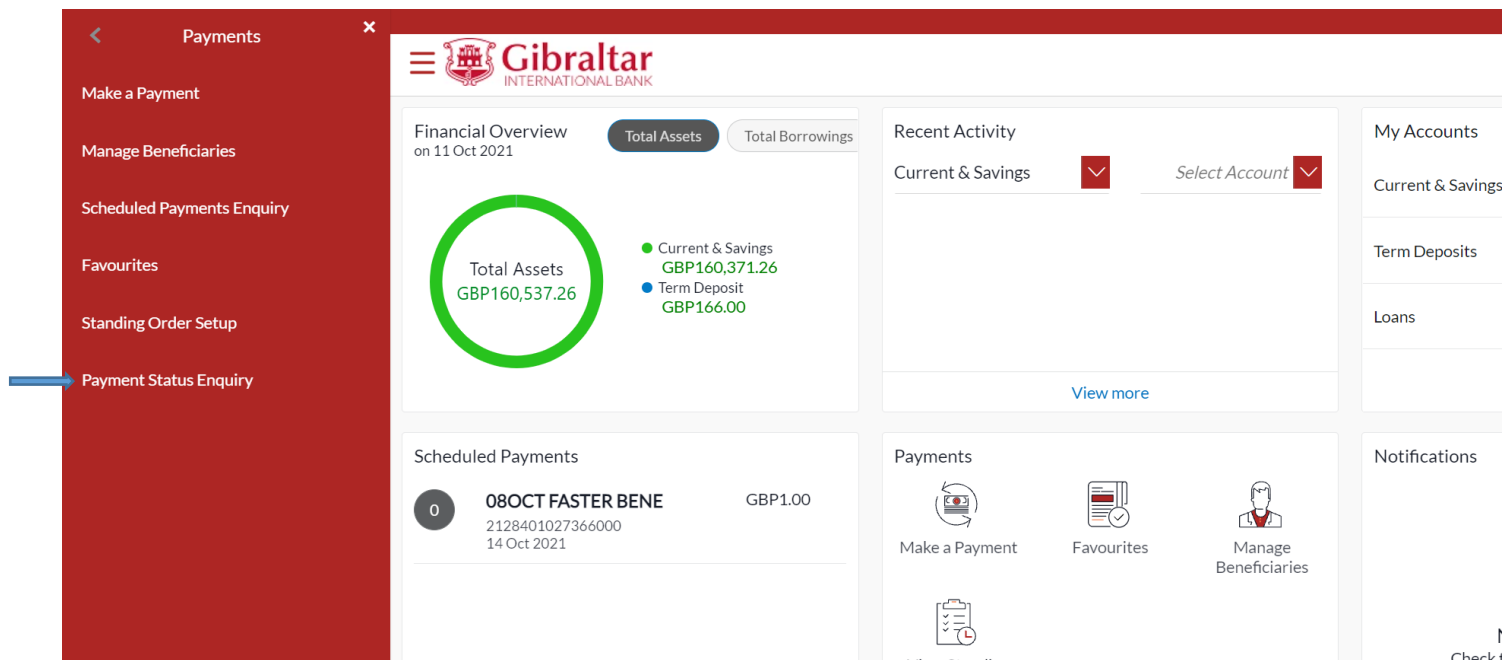 Payments
Make a Payment
Manage Beneficiaries
Scheduled Payments Enquiry
Favourites
Standing Order Setup
Payment Status Enquiry
Gibraltar
INTERNATIONAL BANK
Financial Overview
on 11 Oct 2021
Total Assets
Total Borrowings
Total Assets
GBP160,537.26
Current & Savings
GBP160,371.26
Term Deposit
GBP166.00
Recent Activity
Current & Savings
Select Account
View more
My Accounts
Current & Savings
Term Deposits
Loans
Scheduled Payments
0
08OCT FASTER BENE
GBP1.00
2128401027366000
14 Oct 2021
Payments
Make a Payment
Favourites
Manage
Beneficiaries
Notifications
Check